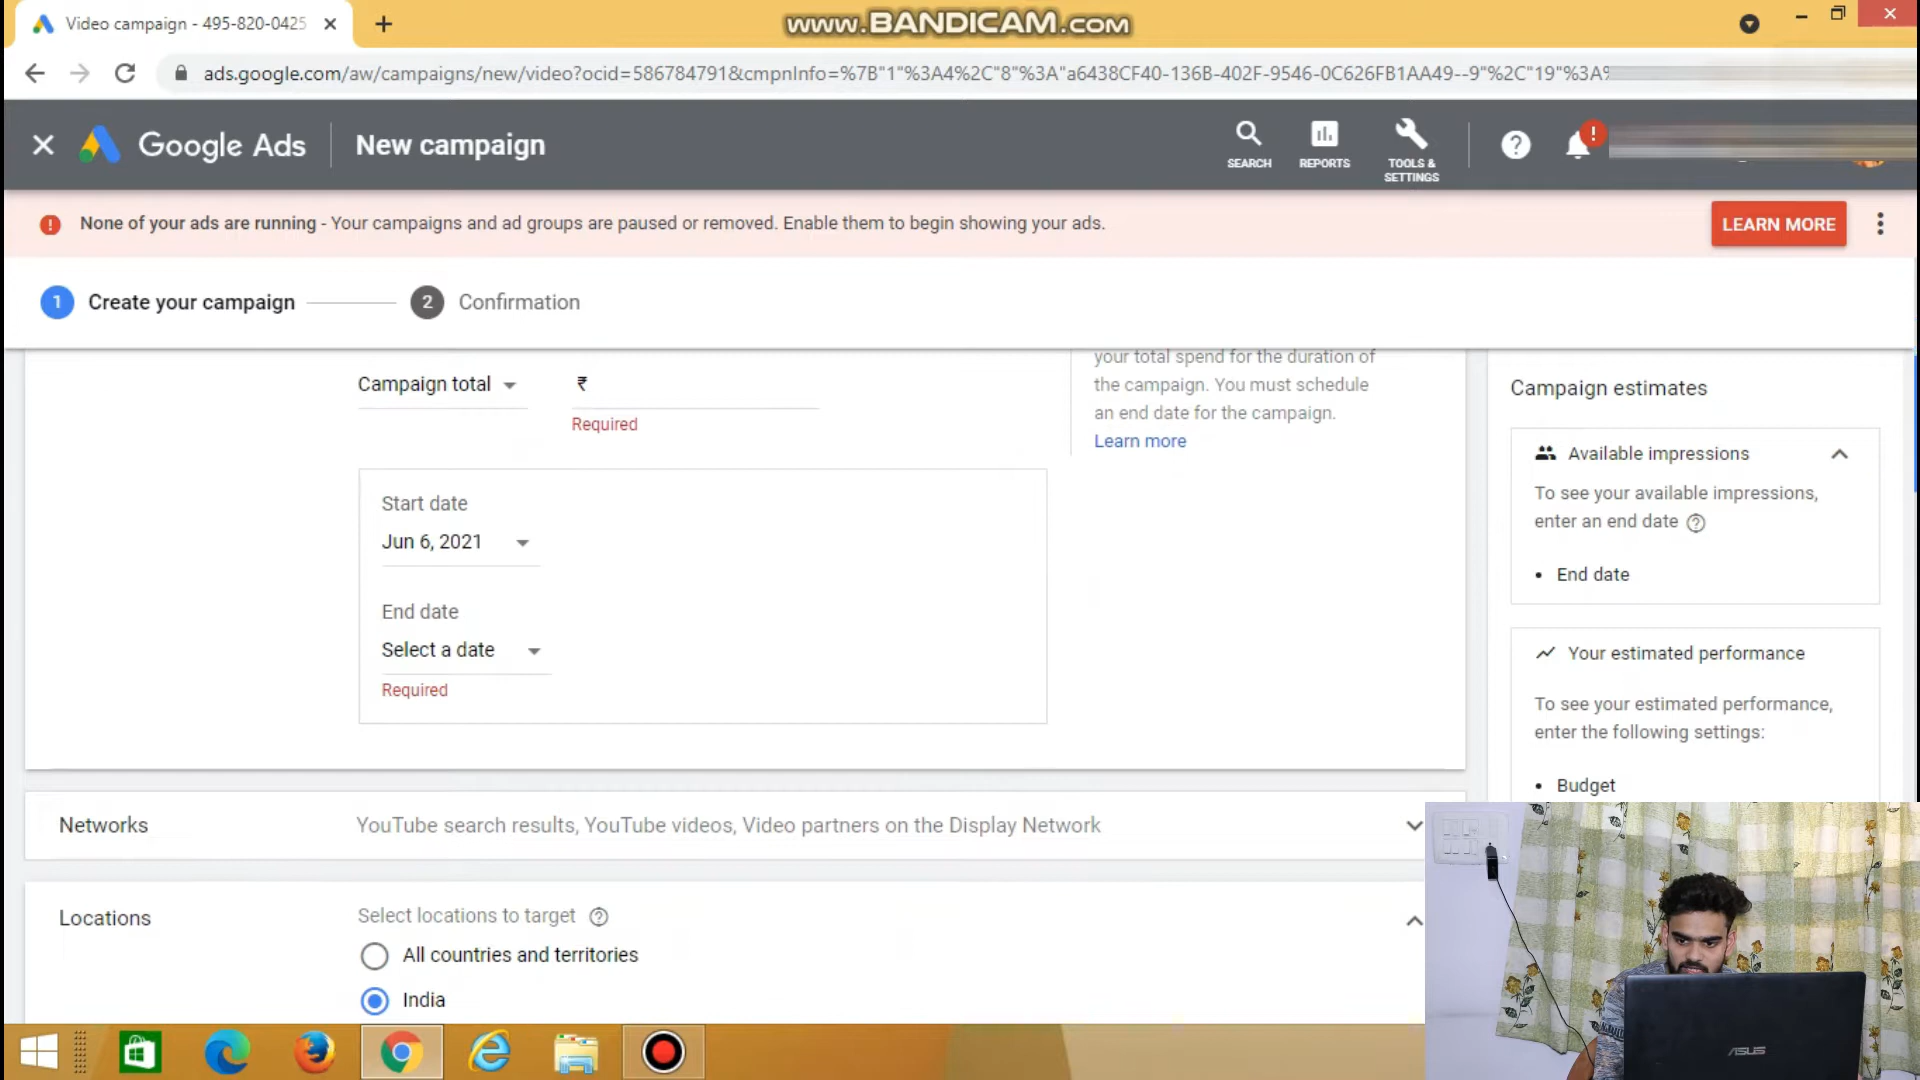 Video campaign - 495-820-0425
www.BANDICAM.com
ads.google.com/aw/campaigns/new/video?ocid=586784791&cmpnInfo=%7B"1"%3A4%2C"8"%3A"a6438CF40-136B-402F-9546-0C626FB1AA49--9"%2C"19"%3A
Google Ads
New campaign
SEARCH
REPORTS
TOOLS &
SETTINGS
None of your ads are running - Your campaigns and ad groups are paused or removed. Enable them to begin showing your ads.
LEARN MORE
1 Create your campaign
2 Confirmation
Campaign total
₹
Required
your total spend for the duration of
the campaign. You must schedule
an end date for the campaign.
Learn more
Start date
Jun 6, 2021
End date
Select a date
Required
Campaign estimates
Available impressions
To see your available impressions,
enter an end date
• End date
Your estimated performance
To see your estimated performance,
enter the following settings:
• Budget
Networks
YouTube search results, YouTube videos, Video partners on the Display Network
Locations
Select locations to target
All countries and territories
India
ASUS